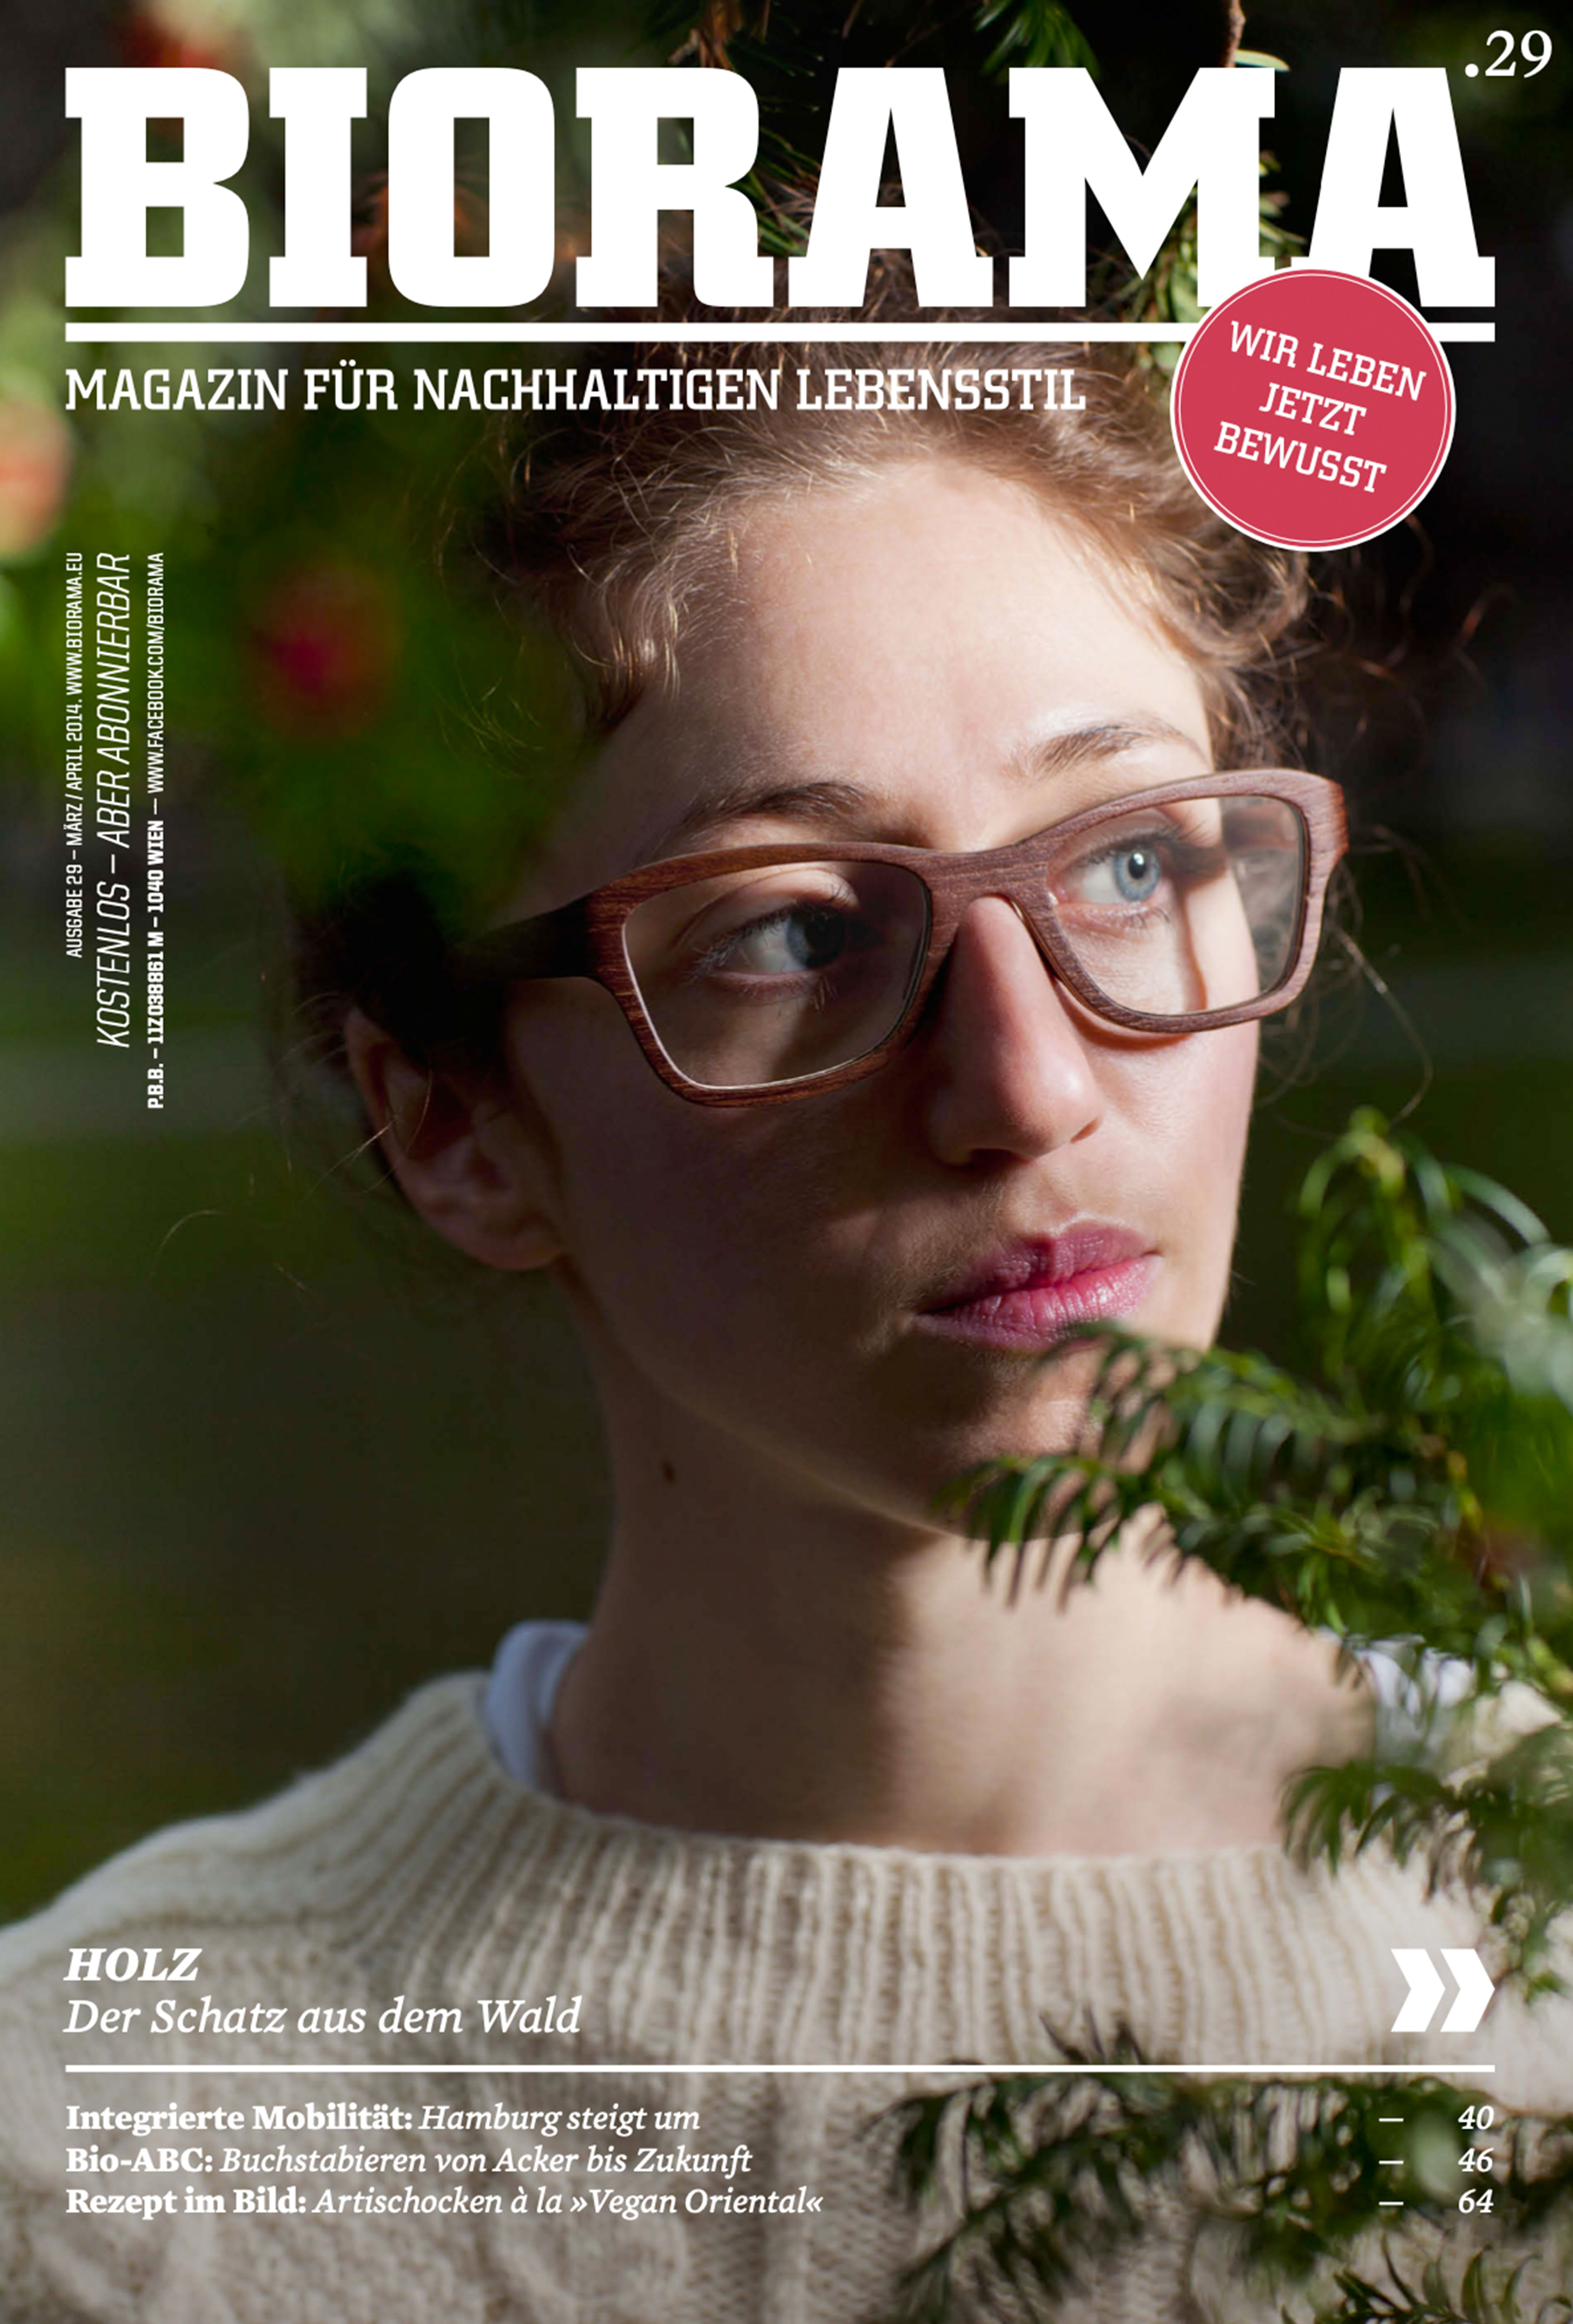 .29
BIORAMA
MAGAZIN FÜR NACHHALTIGEN LEBENSSTIL
WIR LEBEN
JETZT
BEWUSST
AUSGABE 29 – MÄRZ / APRIL 2014. WWW.BIORAMA.EU
KOSTENLOS – ABER ABONNIERBAR
P.B.B. – 11Z038861 M – 1040 WIEN — WWW.FACEBOOK.COM/BIORAMA
HOLZ
Der Schatz aus dem Wald
Integrierte Mobilität: Hamburg steigt um — 40
Bio-ABC: Buchstabieren von Acker bis Zukunft — 46
Rezept im Bild: Artischocken à la »Vegan Oriental« — 64